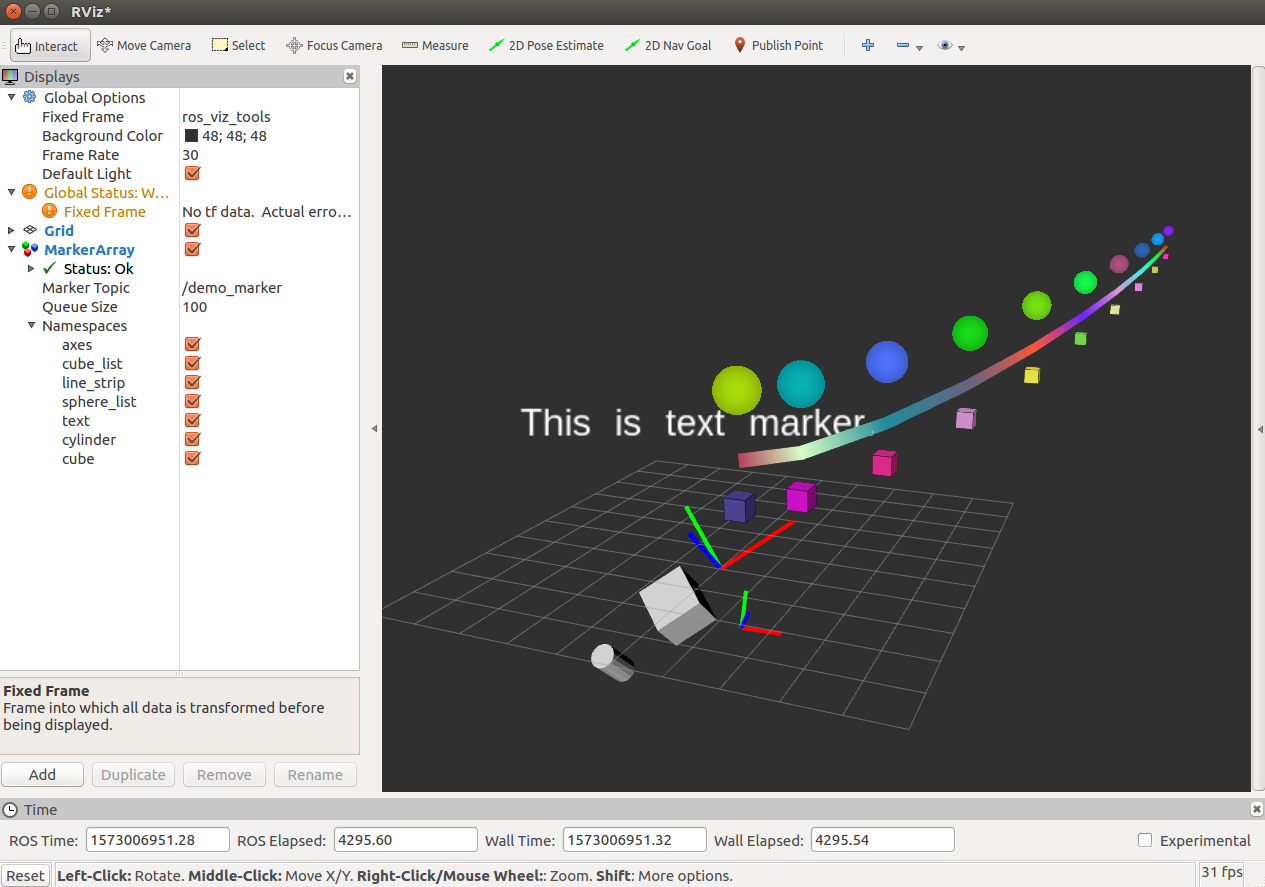 RViz*
Interact Move Camera Select Focus Camera Measure 2D Pose Estimate 2D Nav Goal Publish Point
Displays
Global Options
Fixed Frame ros_viz_tools
Background Color 48; 48; 48
Frame Rate 30
Default Light
Global Status: W...
Fixed Frame No tf data.  Actual erro...
Grid
MarkerArray
Status: Ok
Marker Topic /demo_marker
Queue Size 100
Namespaces
axes
cube_list
line_strip
sphere_list
text
cylinder
cube
This is text marker
Fixed Frame
Frame into which all data is transformed before
being displayed.
Add Duplicate Remove Rename
Time
ROS Time: 1573006951.28 ROS Elapsed: 4295.60 Wall Time: 1573006951.32 Wall Elapsed: 4295.54 Experimental
Reset Left-Click: Rotate. Middle-Click: Move X/Y. Right-Click/Mouse Wheel:: Zoom. Shift: More options. 31 fps